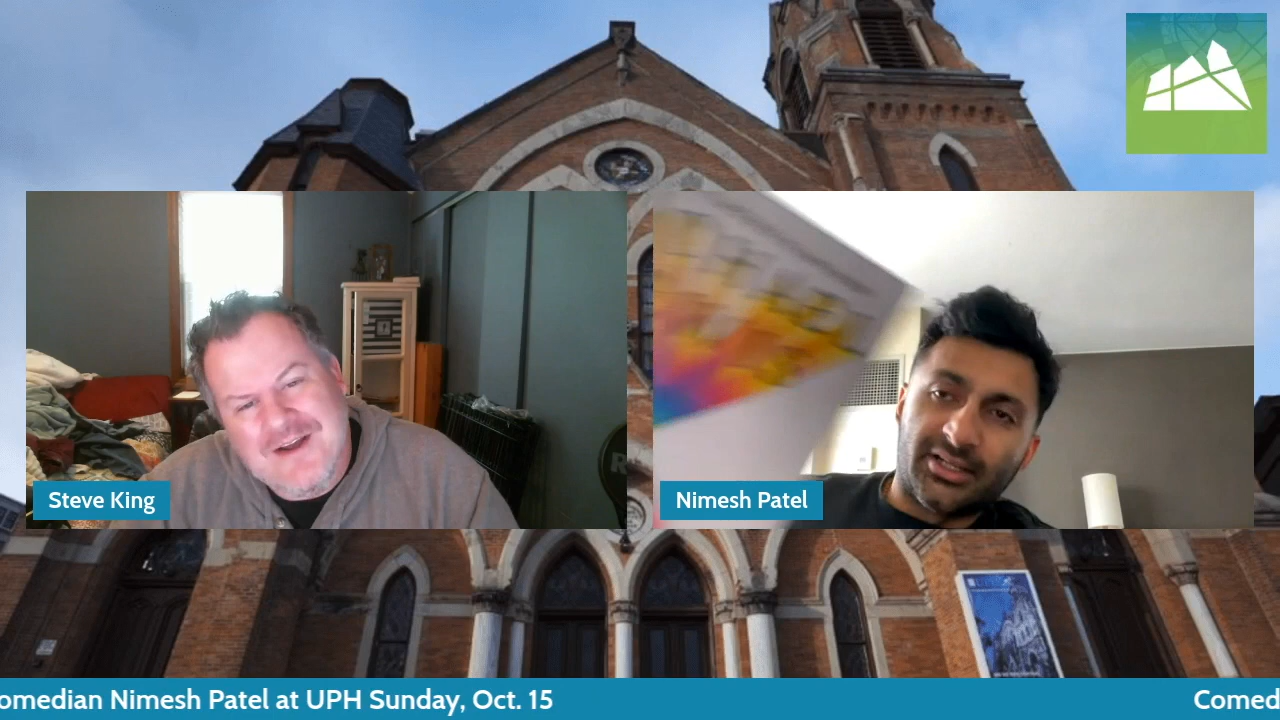 Steve King
Nimesh Patel
omedian Nimesh Patel at UPH Sunday, Oct. 15
Comed